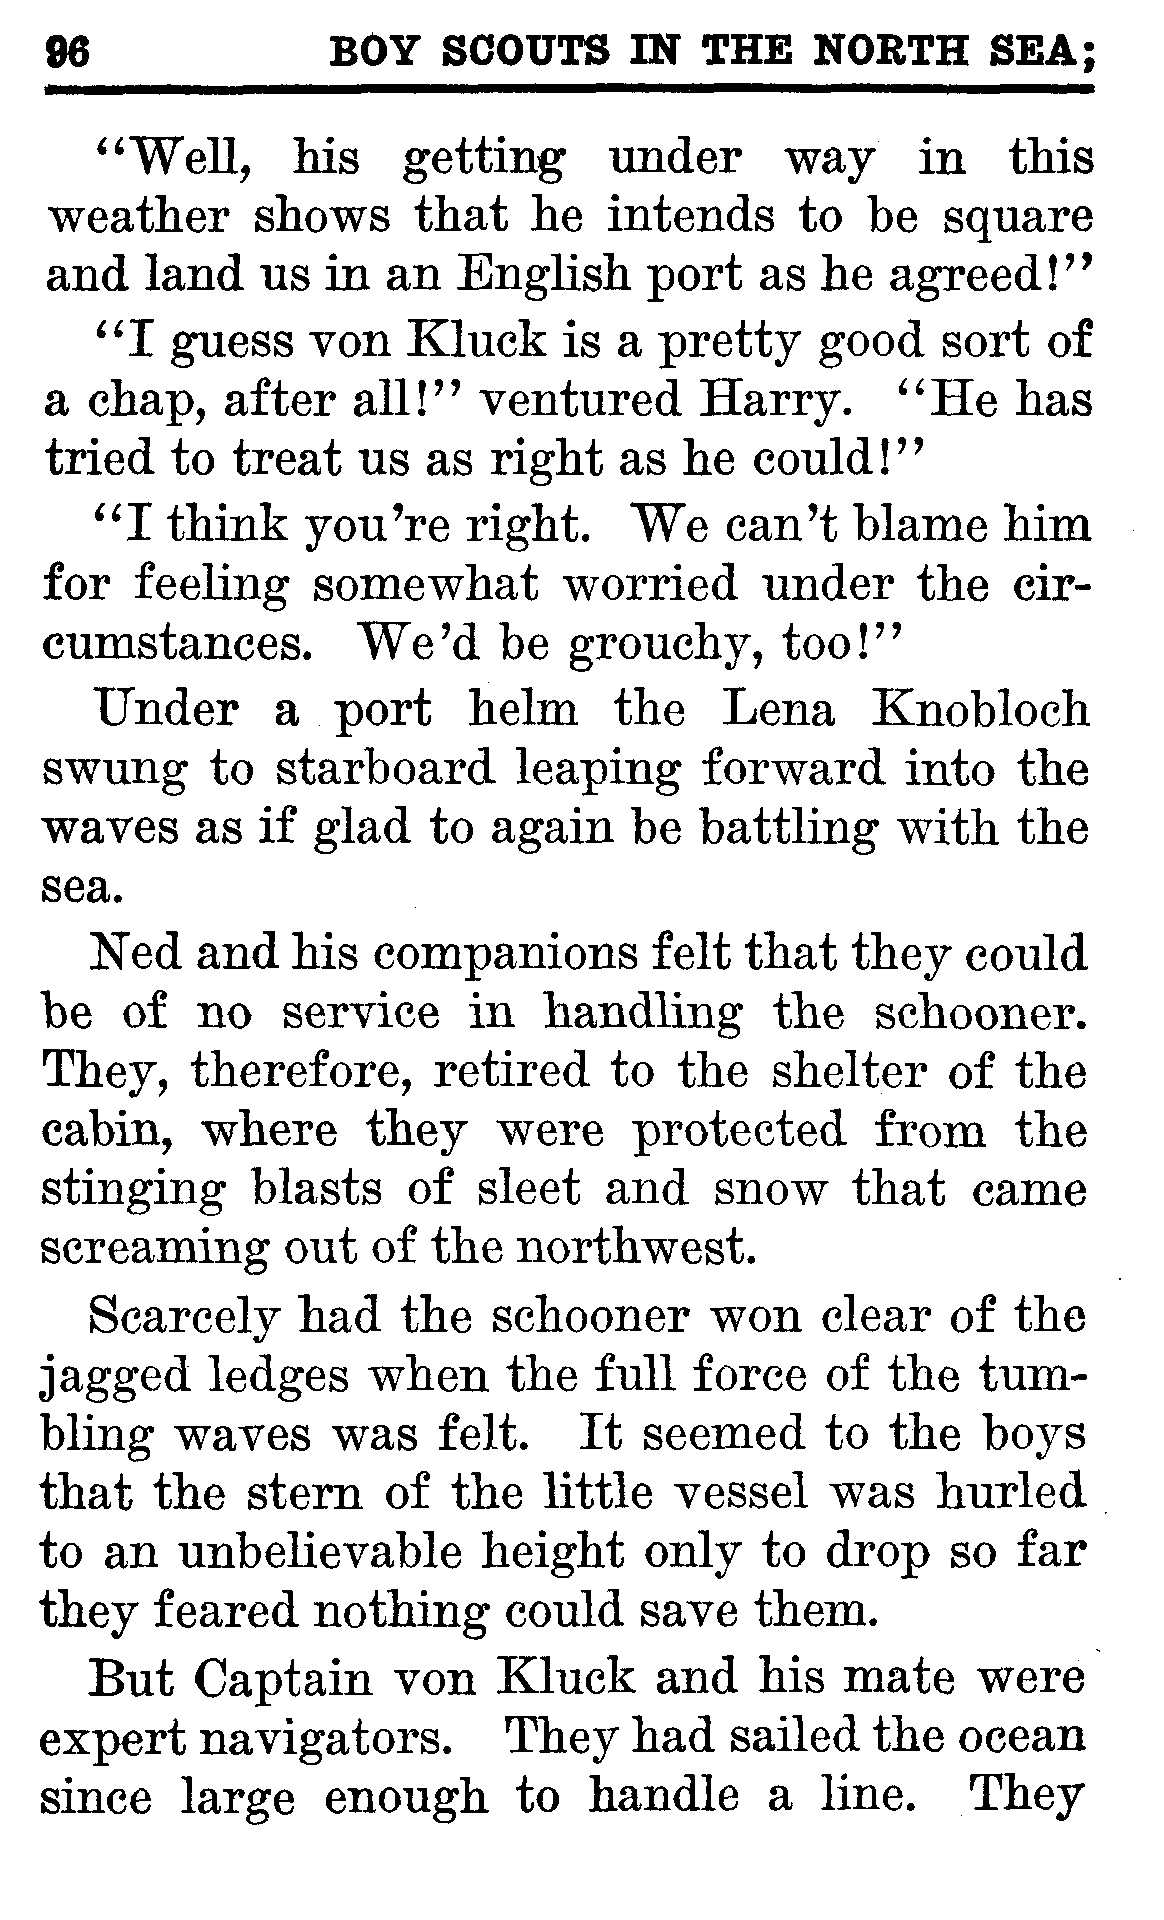 96 BOY SCOUTS IN THE NORTH SEA;
“Well, his getting under way in this
weather shows that he intends to be square
and land us in an English port as he agreed!”
“I guess von Kluck is a pretty good sort of
a chap, after all!” ventured Harry. “He has
tried to treat us as right as he could!”
“I think you’re right. We can’t blame him
for feeling somewhat worried under the cir-
cumstances. We’d be grouchy, too!”
Under a port helm the Lena Knobloch
swung to starboard leaping forward into the
waves as if glad to again be battling with the
sea.
Ned and his companions felt that they could
be of no service in handling the schooner.
They, therefore, retired to the shelter of the
cabin, where they were protected from the
stinging blasts of sleet and snow that came
screaming out of the northwest.
Scarcely had the schooner won clear of the
jagged ledges when the full force of the tum-
bling waves was felt. It seemed to the boys
that the stern of the little vessel was hurled
to an unbelievable height only to drop so far
they feared nothing could save them.
But Captain von Kluck and his mate were
expert navigators. They had sailed the ocean
since large enough to handle a line. They